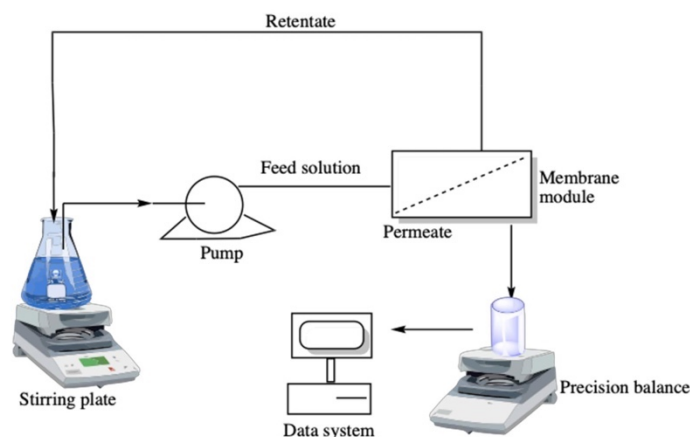 Retentate
Feed solution
Membrane
module
Permeate
Pump
Stirring plate
Precision balance
Data system